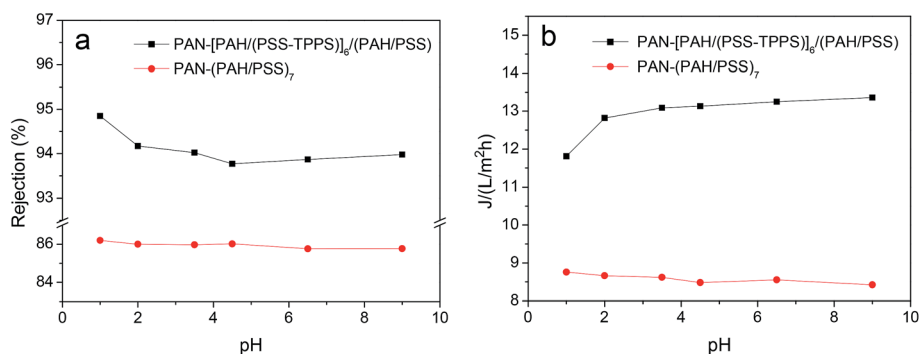 a
PAN-[PAH/(PSS-TPPS)]₆/(PAH/PSS)
PAN-(PAH/PSS)₇
Rejection (%)
97
96
95
94
93
86
84
0 2 4 6 8 10
pH
b
PAN-[PAH/(PSS-TPPS)]₆/(PAH/PSS)
PAN-(PAH/PSS)₇
J/(L/m²h)
15
14
13
12
11
10
9
8
0 2 4 6 8 10
pH